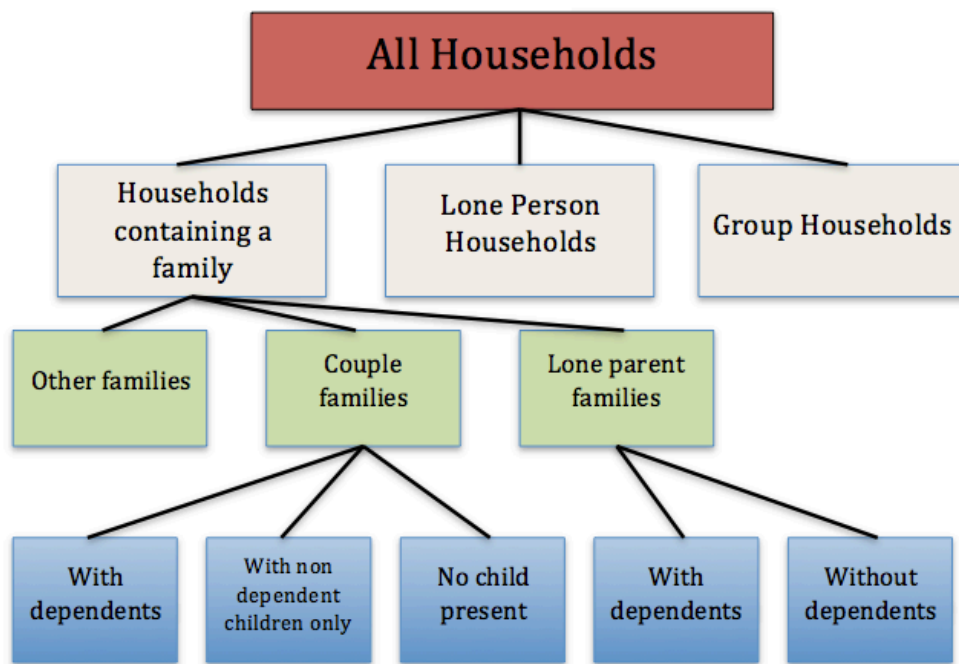 All Households
Households
containing a
family
Lone Person
Households
Group Households
Other families
Couple
families
Lone parent
families
With
dependents
With non
dependent
children only
No child
present
With
dependents
Without
dependents